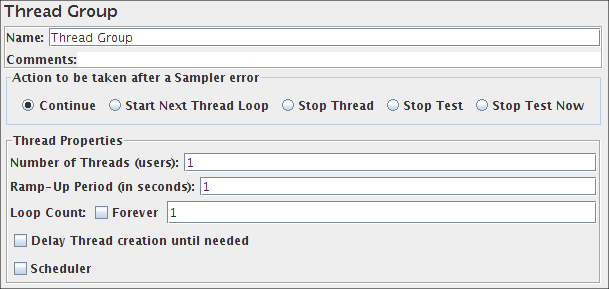 Thread Group
Name: Thread Group
Comments:
Action to be taken after a Sampler error
Continue Start Next Thread Loop Stop Thread Stop Test Stop Test Now
Thread Properties
Number of Threads (users): 1
Ramp-Up Period (in seconds): 1
Loop Count: Forever 1
Delay Thread creation until needed
Scheduler